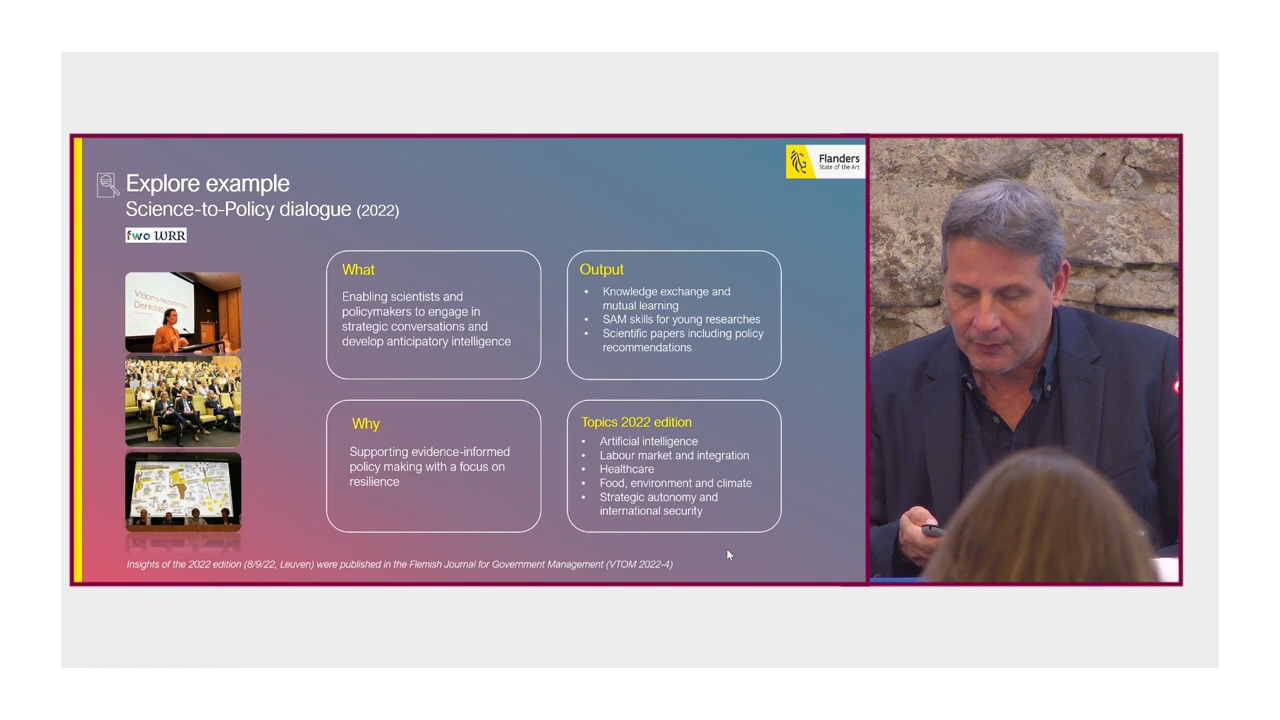 Flanders
State of the Art
Explore example
Science-to-Policy dialogue (2022)
fwo WRR
What
Enabling scientists and
policymakers to engage in
strategic conversations and
develop anticipatory intelligence
Output
• Knowledge exchange and
mutual learning
• SAM skills for young researches
• Scientific papers including policy
recommendations
Why
Supporting evidence-informed
policy making with a focus on
resilience
Topics 2022 edition
• Artificial intelligence
• Labour market and integration
• Healthcare
• Food, environment and climate
• Strategic autonomy and
international security
Insights of the 2022 edition (8/9/22, Leuven) were published in the Flemish Journal for Government Management (VTOM 2022-4)